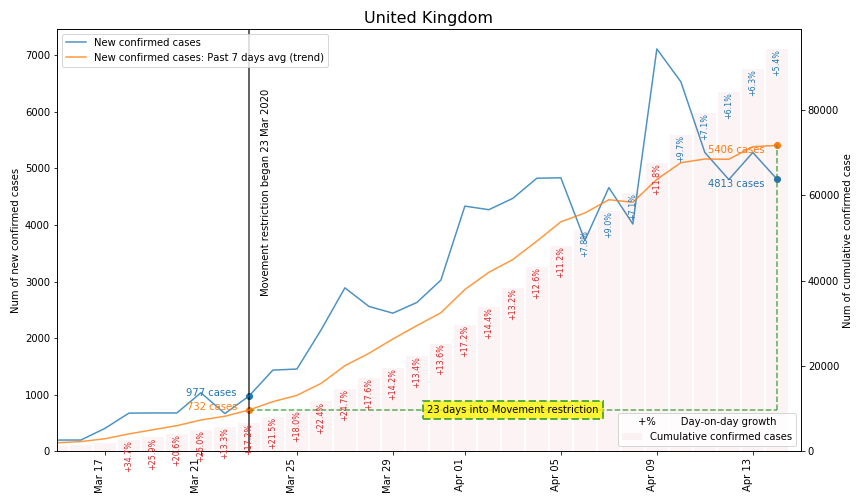 United Kingdom
New confirmed cases
New confirmed cases: Past 7 days avg (trend)
Num of new confirmed cases
7000
6000
5000
4000
3000
2000
1000
0
Num of cumulative confirmed case
80000
60000
40000
20000
0
Movement restriction began 23 Mar 2020
977 cases
732 cases
5406 cases
4813 cases
23 days into Movement restriction
+34.7%
+25.9%
+20.6%
+26.0%
+13.3%
+17.2%
+21.5%
+18.0%
+22.4%
+24.7%
+17.6%
+14.2%
+13.4%
+13.6%
+17.2%
+14.4%
+13.2%
+12.6%
+11.2%
+7.8%
+9.0%
+7.1%
+11.8%
+9.7%
+7.1%
+6.1%
+6.3%
+5.4%
+% Day-on-day growth
Cumulative confirmed cases
Mar 17
Mar 21
Mar 25
Mar 29
Apr 01
Apr 05
Apr 09
Apr 13